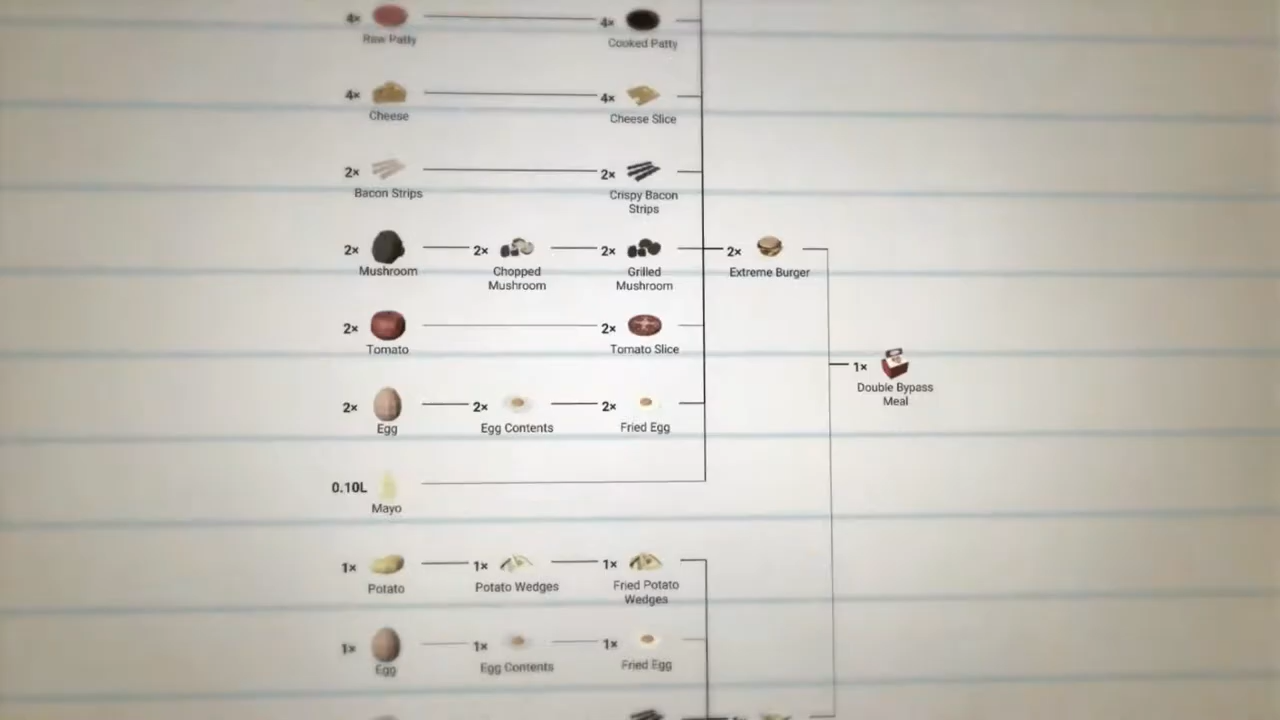 4× 4×
Raw Patty Cooked Patty
4× 4×
Cheese Cheese Slice
2× 2×
Bacon Strips Crispy Bacon
Strips
2× 2× 2× 2×
Mushroom Chopped
Mushroom Grilled
Mushroom Extreme Burger
2× 2×
Tomato Tomato Slice
1×
Double Bypass
Meal
2× 2× 2×
Egg Egg Contents Fried Egg
0.10L
Mayo
1× 1× 1×
Potato Potato Wedges Fried Potato
Wedges
1× 1× 1×
Egg Egg Contents Fried Egg